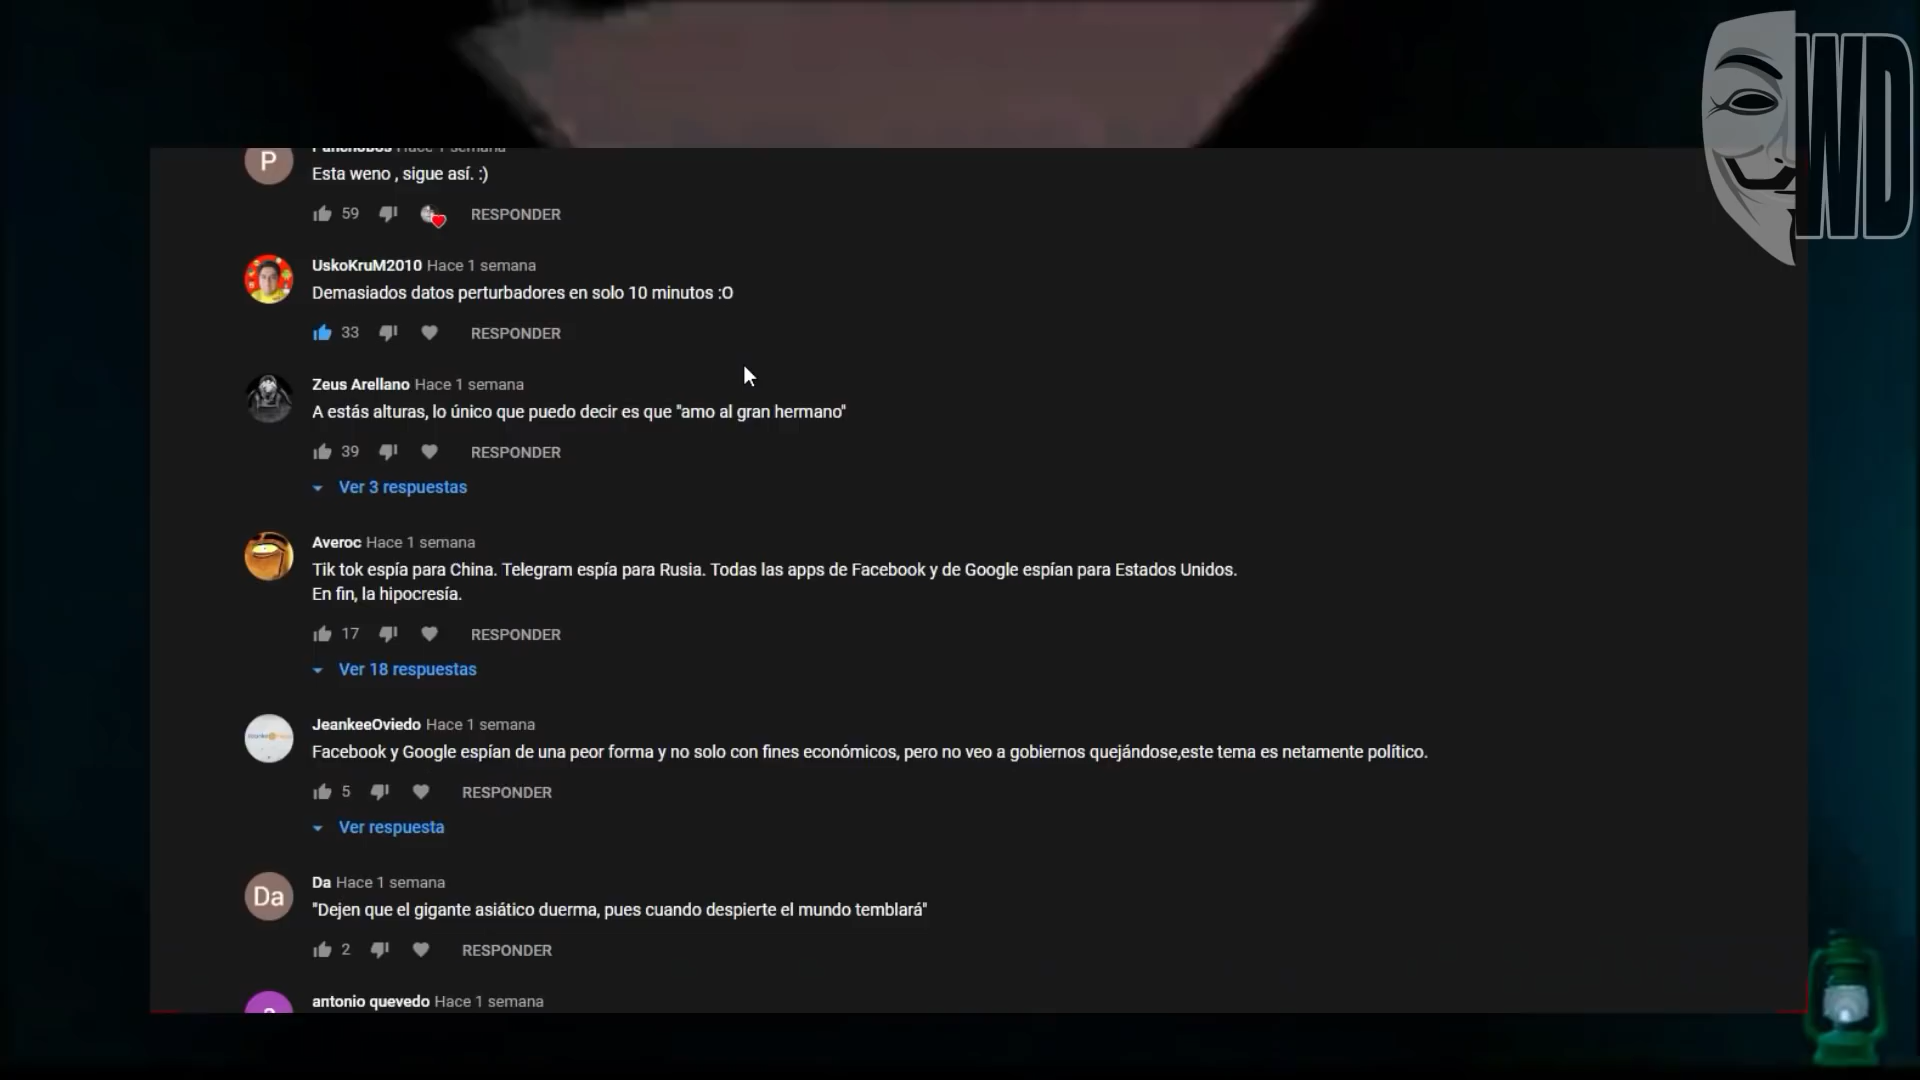 WD
P
Panchobos Hace 1 semana
Esta weno , sigue así. :)
59
RESPONDER
UskoKruM2010 Hace 1 semana
Demasiados datos perturbadores en solo 10 minutos :O
33
RESPONDER
Zeus Arellano Hace 1 semana
A estás alturas, lo único que puedo decir es que "amo al gran hermano"
39
RESPONDER
Ver 3 respuestas
Averoc Hace 1 semana
Tik tok espía para China. Telegram espía para Rusia. Todas las apps de Facebook y de Google espían para Estados Unidos.
En fin, la hipocresía.
17
RESPONDER
Ver 18 respuestas
JeankeeOviedo Hace 1 semana
Facebook y Google espían de una peor forma y no solo con fines económicos, pero no veo a gobiernos quejándose,este tema es netamente político.
5
RESPONDER
Ver respuesta
Da
Da Hace 1 semana
"Dejen que el gigante asiático duerma, pues cuando despierte el mundo temblará"
2
RESPONDER
antonio quevedo Hace 1 semana